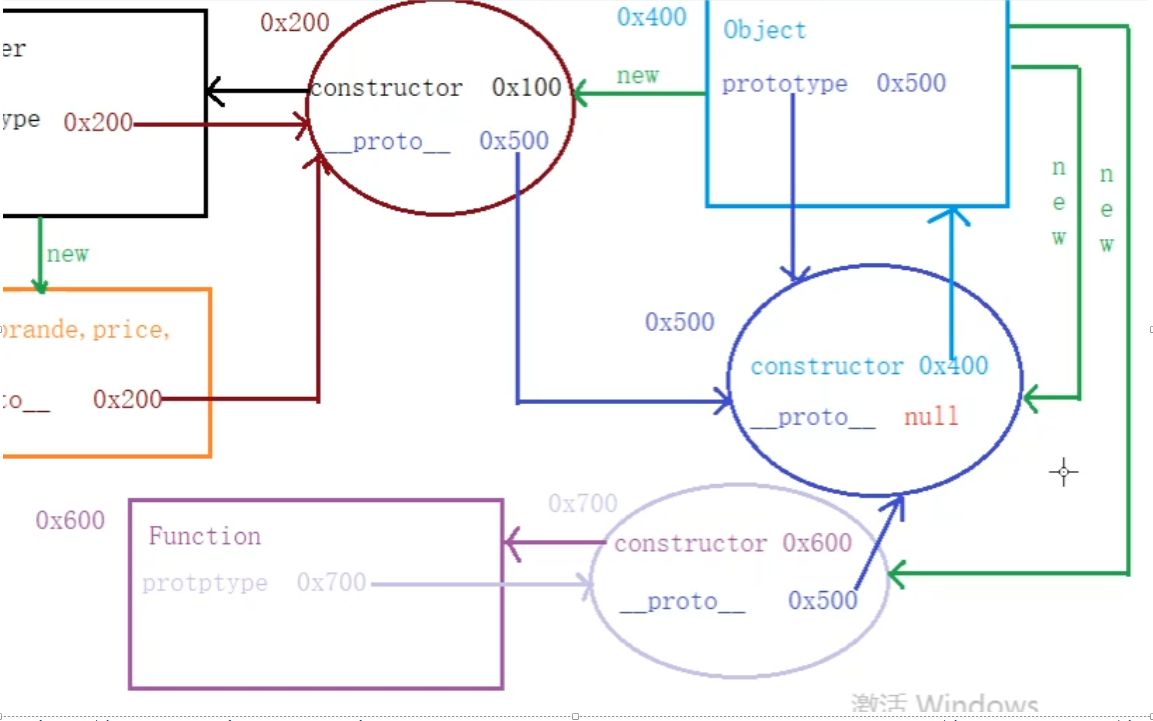 0x200
0x400
Object
er
constructor 0x100
new
prototype 0x500
ype 0x200
__proto__ 0x500
new
new
new
brande,price,
0x500
to__ 0x200
constructor 0x400
__proto__ null
0x600
Function
0x700
constructor 0x600
protptype 0x700
__proto__ 0x500
激活 Windows